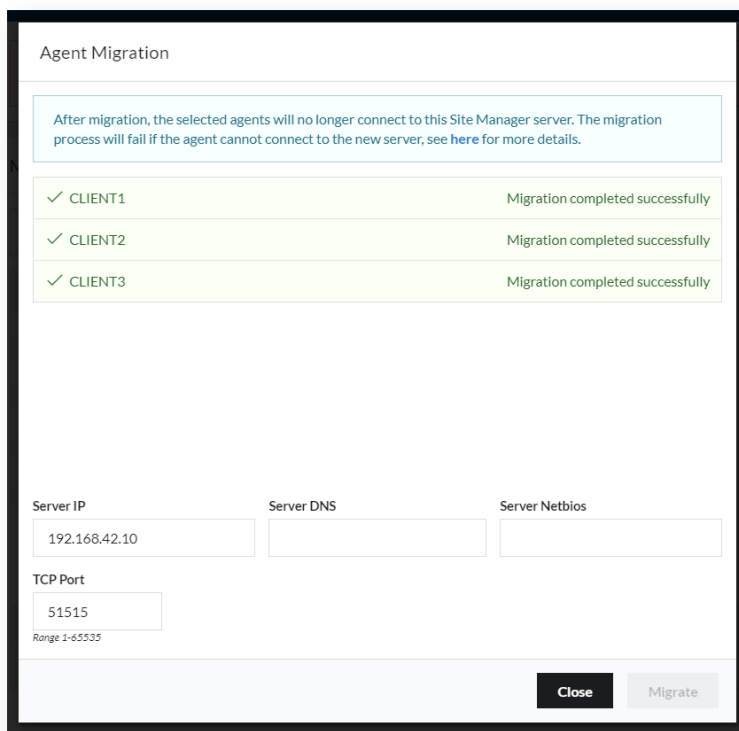 Agent Migration
After migration, the selected agents will no longer connect to this Site Manager server. The migration
process will fail if the agent cannot connect to the new server, see here for more details.
CLIENT1 Migration completed successfully
CLIENT2 Migration completed successfully
CLIENT3 Migration completed successfully
Server IP Server DNS Server Netbios
192.168.42.10
TCP Port
51515
Range 1-65535
Close Migrate